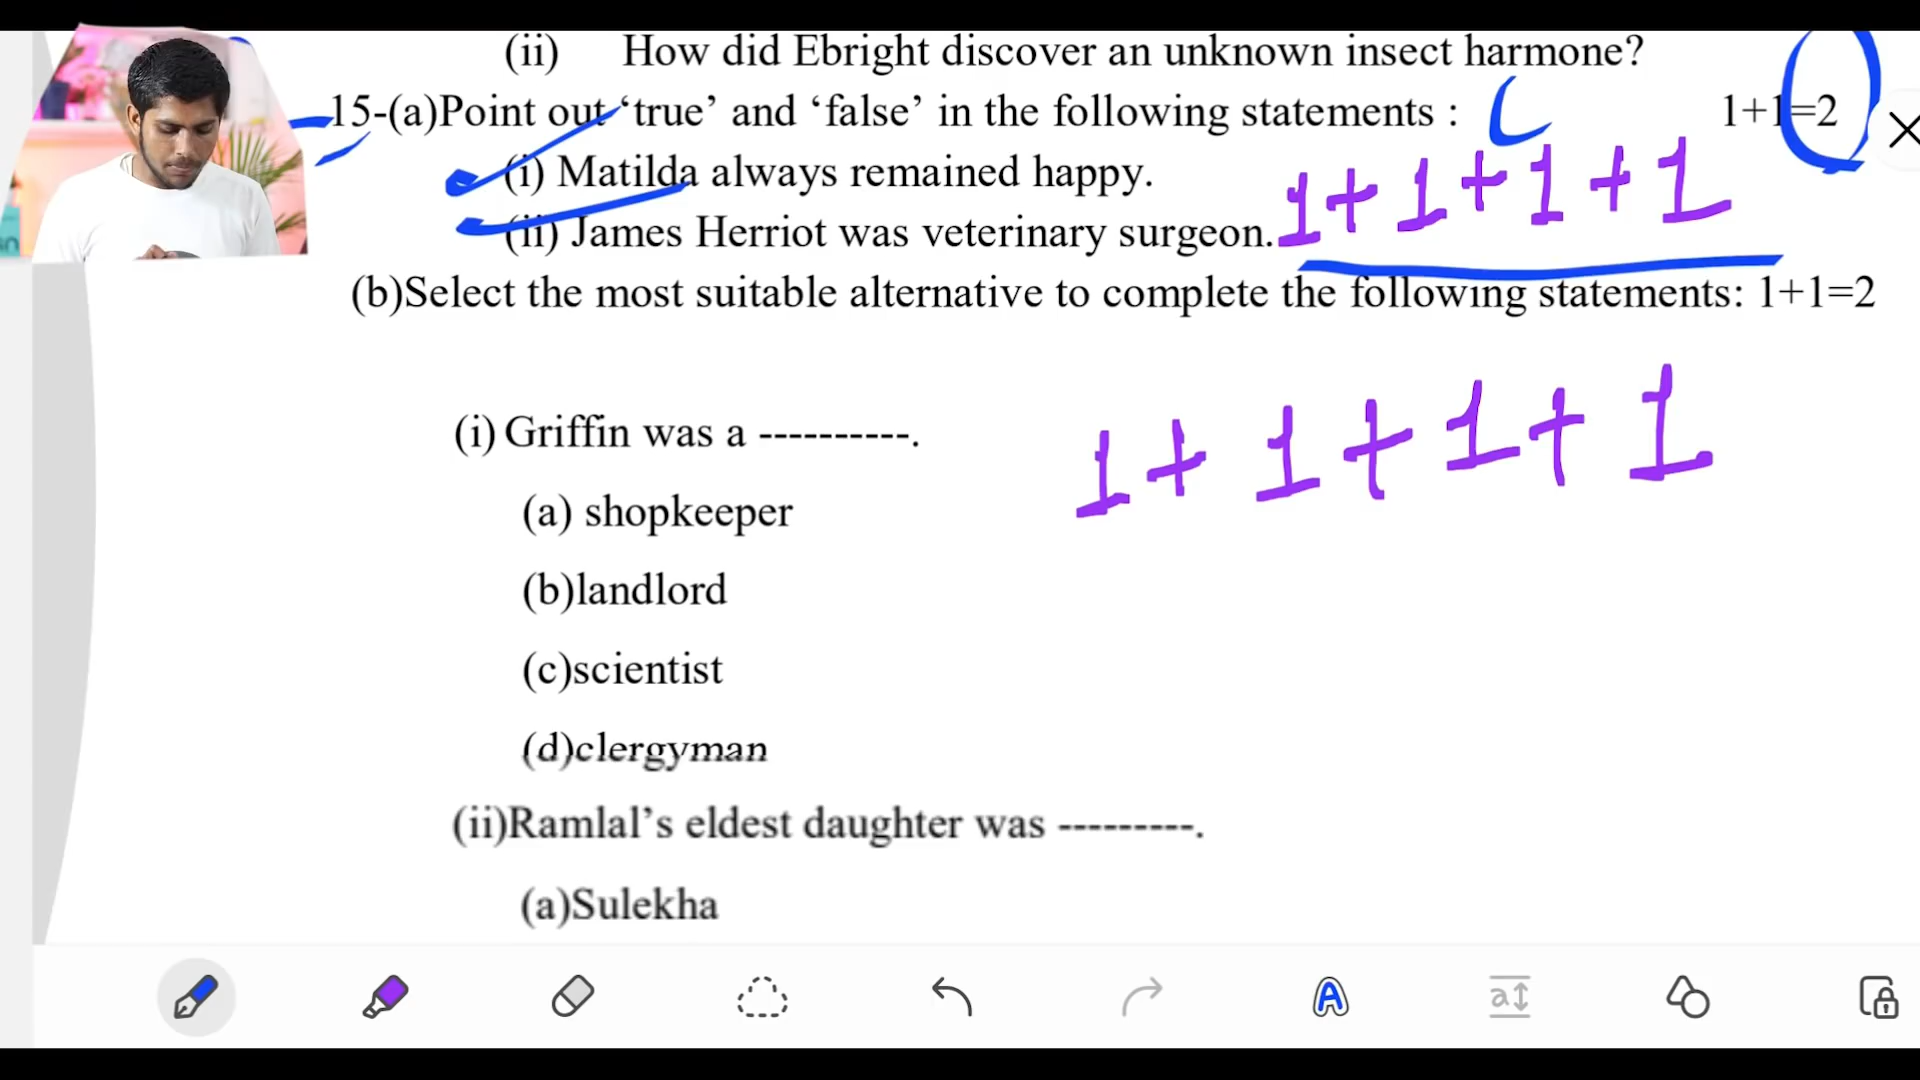 (ii) How did Ebright discover an unknown insect harmone?
15-(a)Point out ‘true’ and ‘false’ in the following statements : 1+1=2
(i) Matilda always remained happy.
1+1+1+1
(ii) James Herriot was veterinary surgeon.
(b)Select the most suitable alternative to complete the following statements: 1+1=2
(i) Griffin was a ----------.
1+1+1+1
(a) shopkeeper
(b)landlord
(c)scientist
(d)clergyman
(ii)Ramlal’s eldest daughter was ---------.
(a)Sulekha
A
a